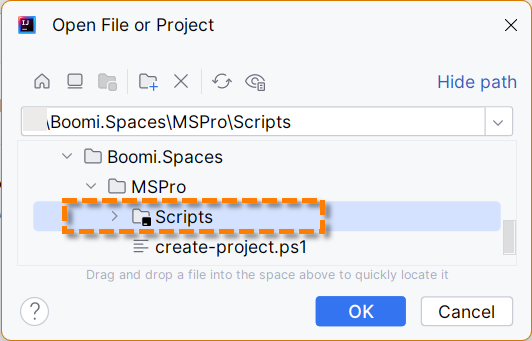 IJ
Open File or Project
Hide path
\Boomi.Spaces\MSPro\Scripts
Boomi.Spaces
MSPro
Scripts
create-project.ps1
Drag and drop a file into the space above to quickly locate it
?
OK
Cancel